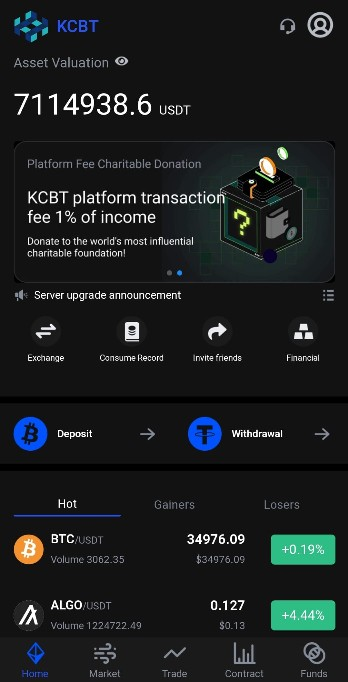 KCBT
Asset Valuation
7114938.6 USDT
Platform Fee Charitable Donation
KCBT platform transaction
fee 1% of income
Donate to the world's most influential
charitable foundation!
?
Server upgrade announcement
Exchange
Consume Record
Invite friends
Financial
Deposit
Withdrawal
Hot Gainers Losers
BTC/USDT 34976.09 +0.19%
Volume 3062.35 $34976.09
ALGO/USDT 0.127 +4.44%
Volume 1224722.49 $0.13
Home Market Trade Contract Funds